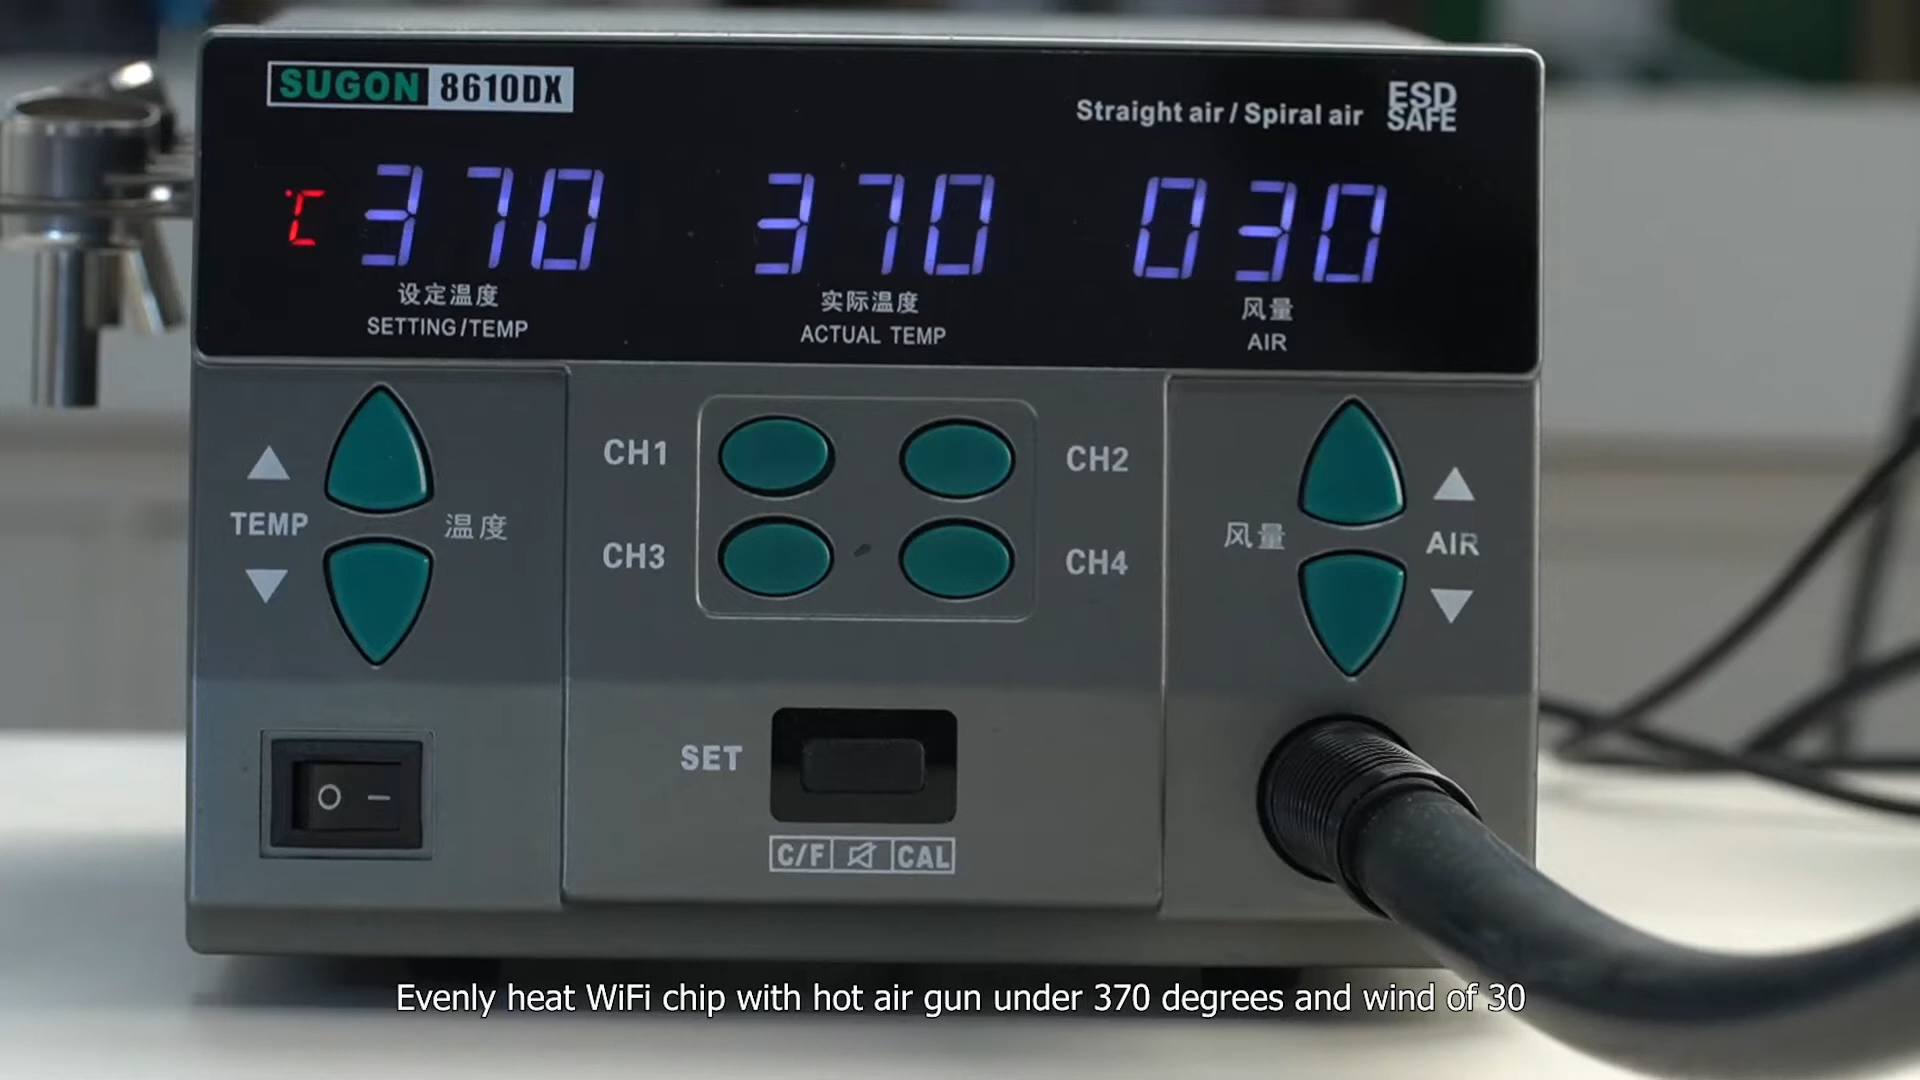 SUGON 8610DX
Straight air / Spiral air
ESD SAFE
℃ 370 370 030
设定温度 实际温度 风量
SETTING/TEMP ACTUAL TEMP AIR
CH1 CH2
TEMP 温度 风量 AIR
CH3 CH4
SET
C/F CAL
Evenly heat WiFi chip with hot air gun under 370 degrees and wind of 30